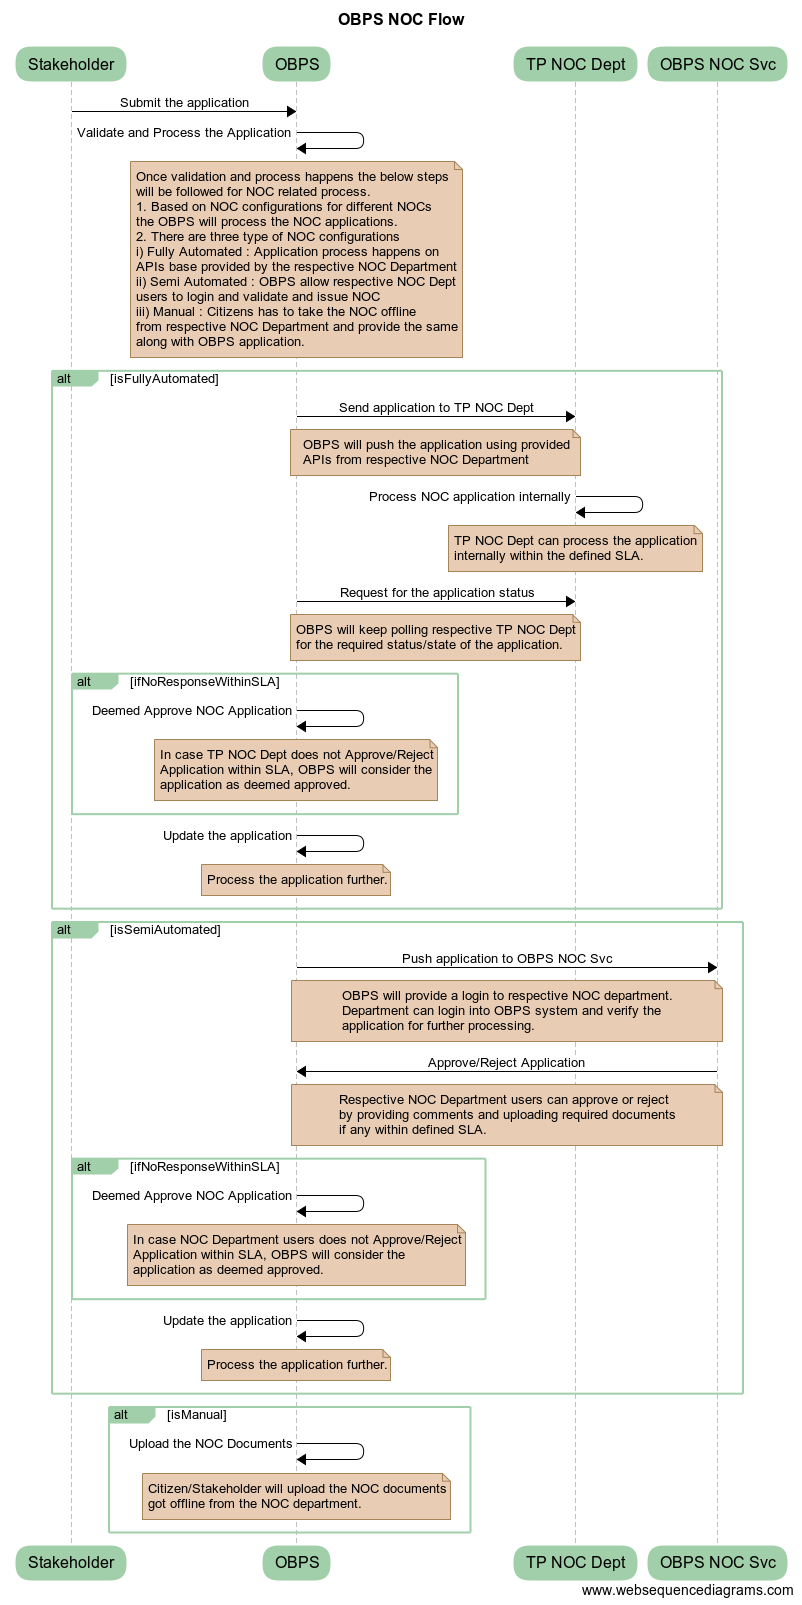 OBPS NOC Flow
Stakeholder
OBPS
TP NOC Dept
OBPS NOC Svc
Submit the application
Validate and Process the Application
Once validation and process happens the below steps
will be followed for NOC related process.
1. Based on NOC configurations for different NOCs
the OBPS will process the NOC applications.
2. There are three type of NOC configurations
i) Fully Automated : Application process happens on
APIs base provided by the respective NOC Department
ii) Semi Automated : OBPS allow respective NOC Dept
users to login and validate and issue NOC
iii) Manual : Citizens has to take the NOC offline
from respective NOC Department and provide the same
along with OBPS application.
alt [isFullyAutomated]
Send application to TP NOC Dept
OBPS will push the application using provided
APIs from respective NOC Department
Process NOC application internally
TP NOC Dept can process the application
internally within the defined SLA.
Request for the application status
OBPS will keep polling respective TP NOC Dept
for the required status/state of the application.
alt [ifNoResponseWithinSLA]
Deemed Approve NOC Application
In case TP NOC Dept does not Approve/Reject
Application within SLA, OBPS will consider the
application as deemed approved.
Update the application
Process the application further.
alt [isSemiAutomated]
Push application to OBPS NOC Svc
OBPS will provide a login to respective NOC department.
Department can login into OBPS system and verify the
application for further processing.
Approve/Reject Application
Respective NOC Department users can approve or reject
by providing comments and uploading required documents
if any within defined SLA.
alt [ifNoResponseWithinSLA]
Deemed Approve NOC Application
In case NOC Department users does not Approve/Reject
Application within SLA, OBPS will consider the
application as deemed approved.
Update the application
Process the application further.
alt [isManual]
Upload the NOC Documents
Citizen/Stakeholder will upload the NOC documents
got offline from the NOC department.
Stakeholder
OBPS
TP NOC Dept
OBPS NOC Svc
www.websequencediagrams.com